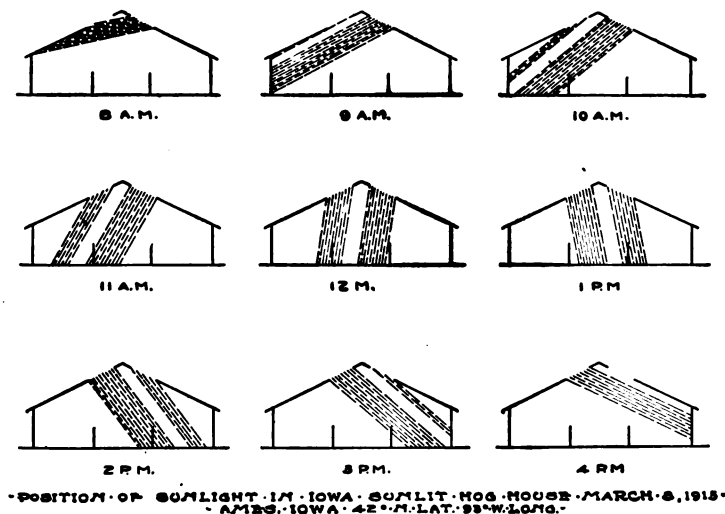 8 A.M.
9 A.M.
10 A.M.
11 A.M.
12 M.
1 P.M
2 P.M.
3 P.M.
4 P.M
-POSITION·OF SUNLIGHT·IN·IOWA·SUNLIT·HOG·HOUSE·MARCH·8,1915·
-AMES·IOWA·42°·N.LAT.93°W.LONG.-